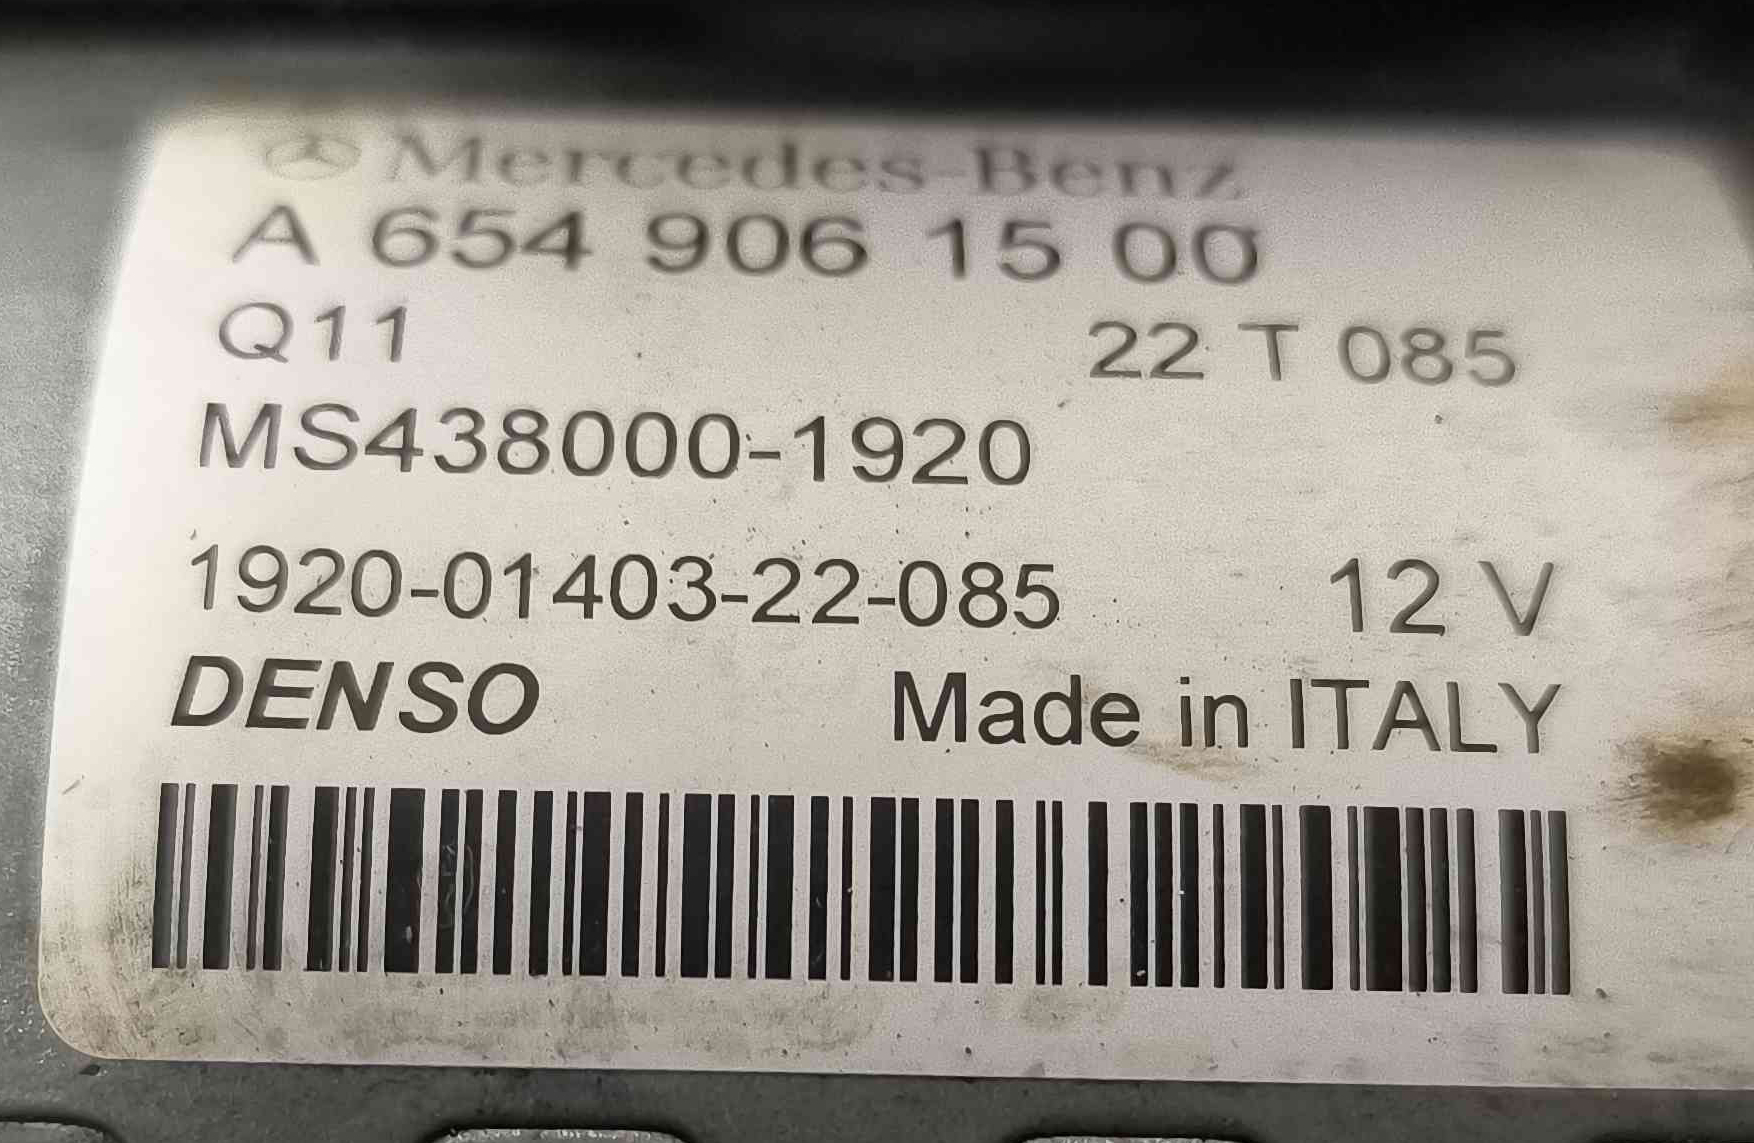 Mercedes-Benz
A 654 906 15 00
Q11 22 T 085
MS438000-1920
1920-01403-22-085 12 V
DENSO Made in ITALY